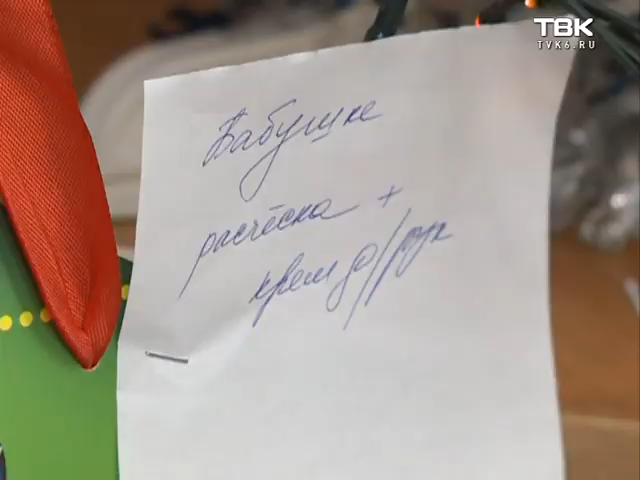 ТВК
TVK6.RU
Бабушке
расчёска +
крем д/рук